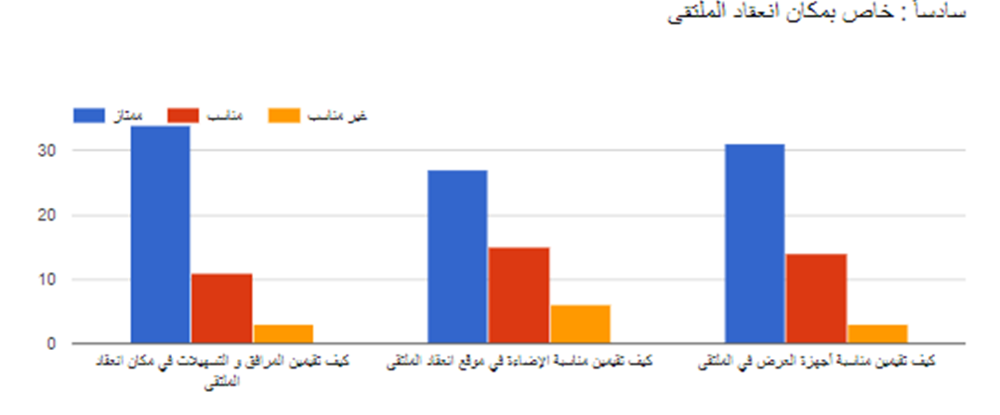 سادساً : خاص بمكان انعقاد الملتقى
ممتاز
مناسب
غير مناسب
30
20
10
0
كيف تقيمين المرافق و التسهيلات في مكان انعقاد
الملتقى
كيف تقيمين مناسبة الإضاءة في موقع انعقاد الملتقى
كيف تقيمين مناسبة أجهزة العرض في الملتقى